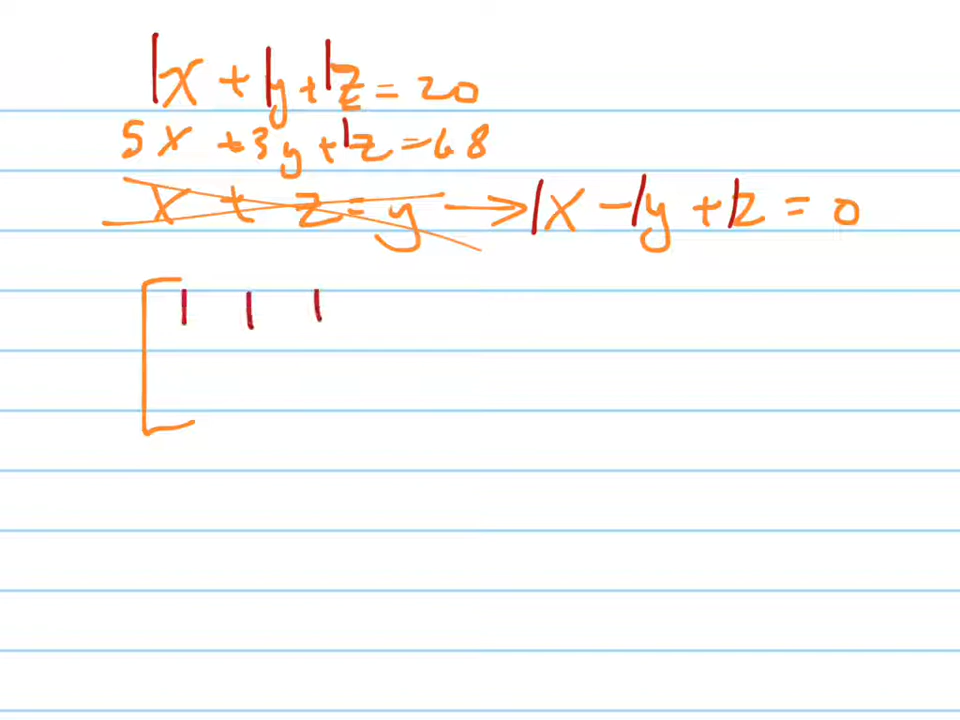 1x + 1y + 1z = 20
5x + 3y + 1z = 68
x + z = y → 1x - 1y + 1z = 0
[ 1 1 1